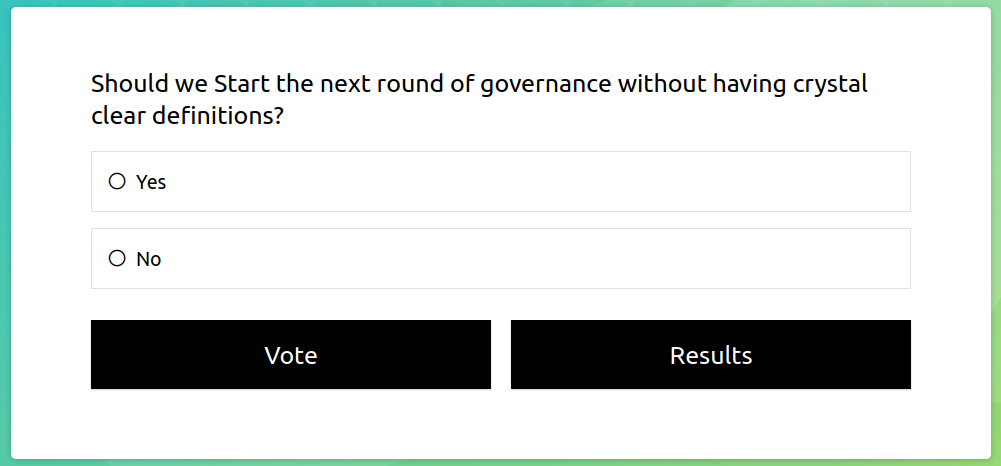 Should we Start the next round of governance without having crystal
clear definitions?
Yes
No
Vote
Results